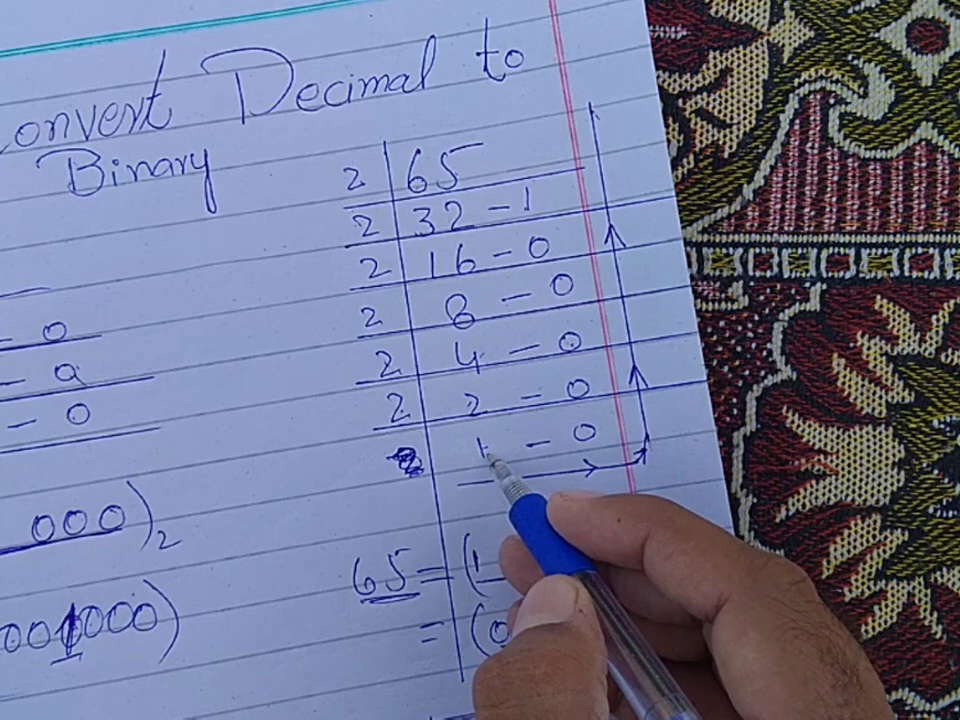 onvert Decimal to
Binary
2 65
2 32 - 1
2 16 - 0
2 8 - 0
2 4 - 0
2 2 - 0
1 - 0
- 0
- 0
- 0
000)2
65 = (1
001000)
= (0